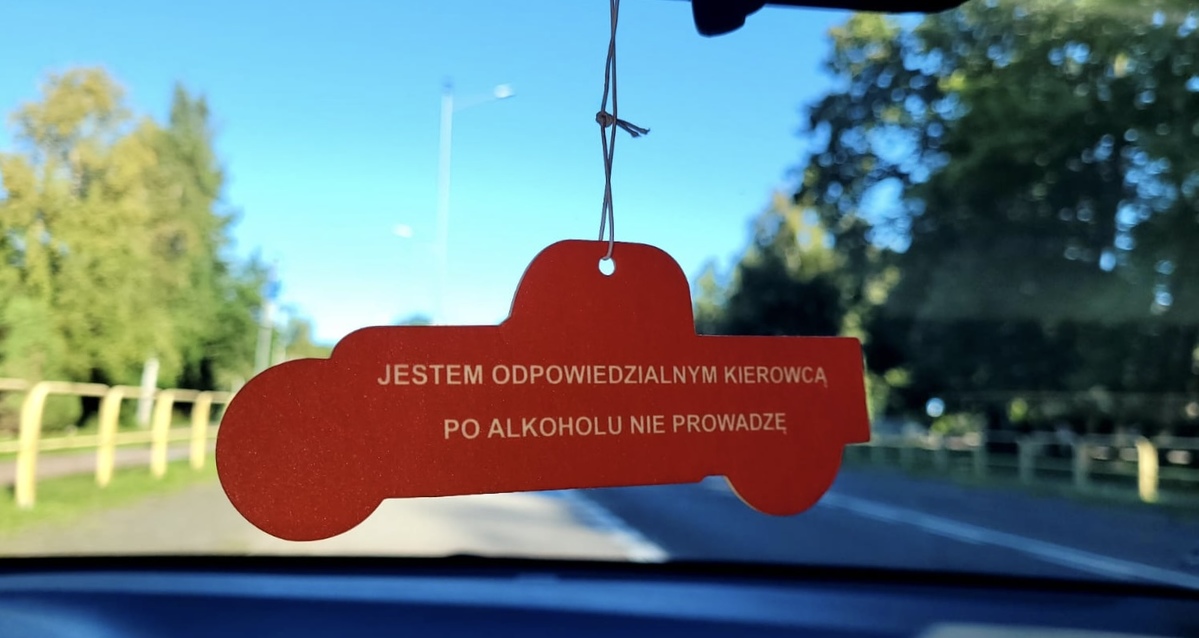 JESTEM ODPOWIEDZIALNYM KIEROWCĄ
PO ALKOHOLU NIE PROWADZĘ